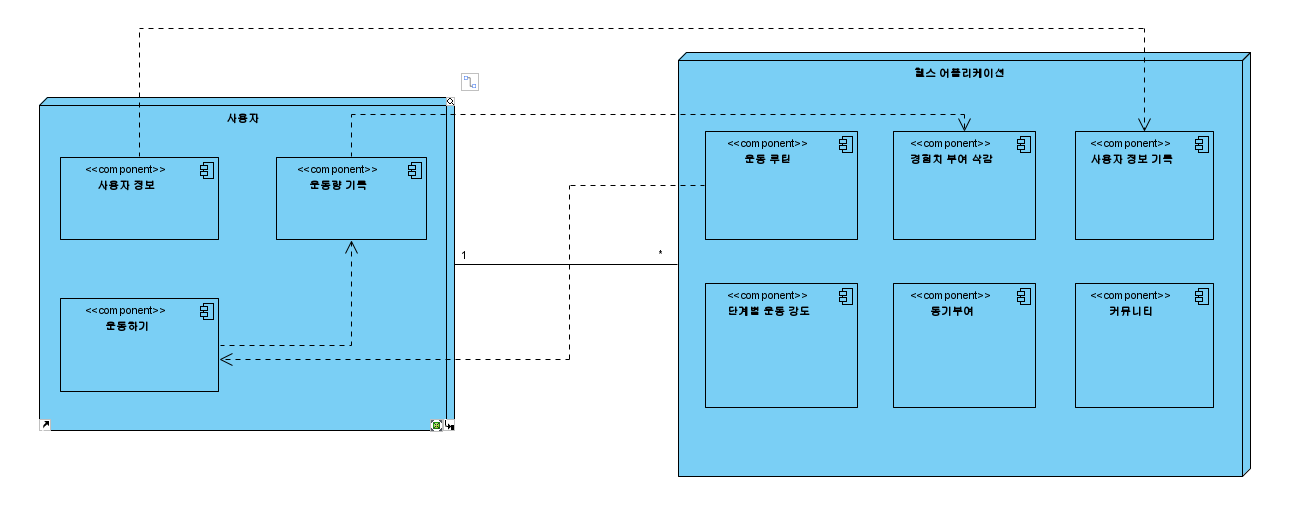 헬스 어플리케이션
사용자
<<component>>
사용자 정보
<<component>>
운동량 기록
<<component>>
운동 루틴
<<component>>
경험치 부여 삭감
<<component>>
사용자 정보 기록
1
*
<<component>>
운동하기
<<component>>
단계별 운동 강도
<<component>>
동기부여
<<component>>
커뮤니티